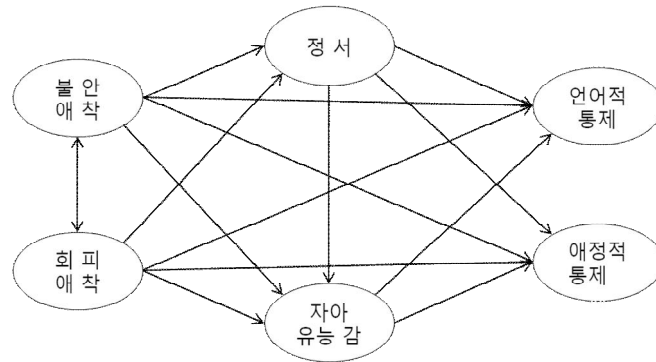 정 서
불 안
애 착
언어적
통제
회 피
애 착
애정적
통제
자아
유능 감